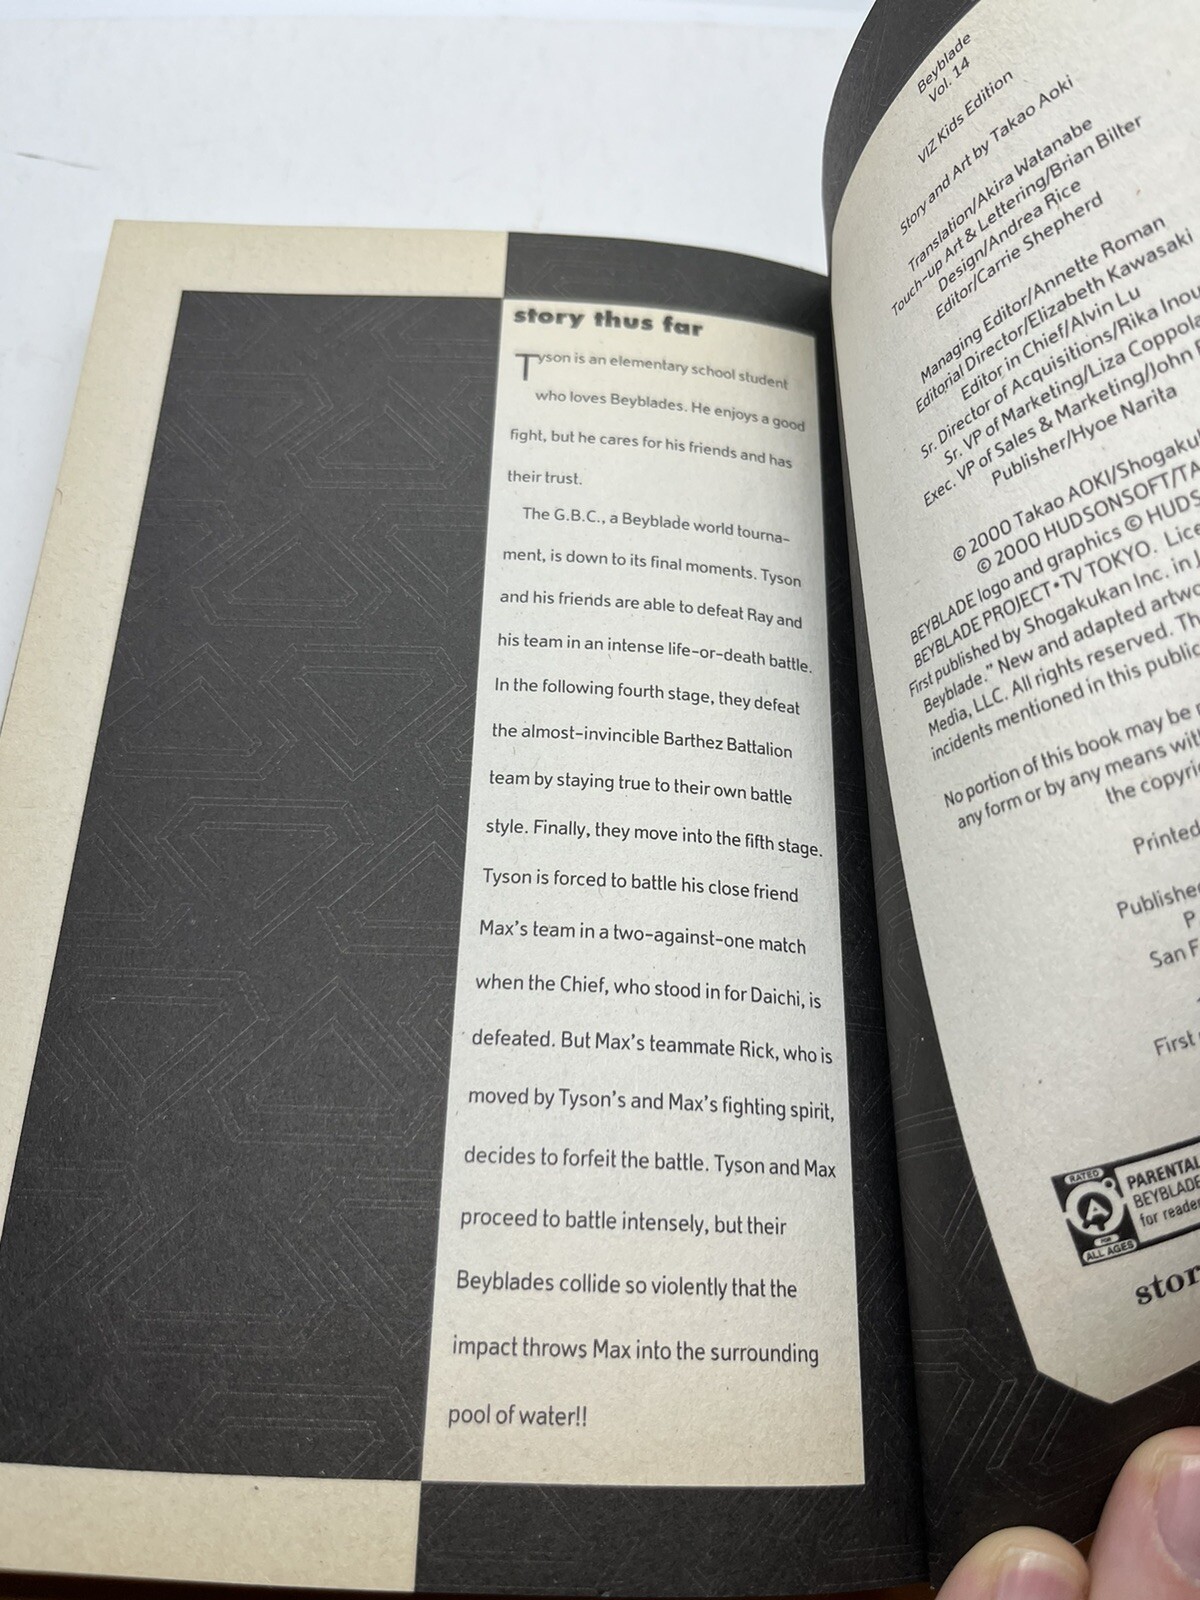 story thus far
Tyson is an elementary school student
who loves Beyblades. He enjoys a good
fight, but he cares for his friends and has
their trust.
The G.B.C., a Beyblade world tourna-
ment, is down to its final moments. Tyson
and his friends are able to defeat Ray and
his team in an intense life-or-death battle.
In the following fourth stage, they defeat
the almost-invincible Barthez Battalion
team by staying true to their own battle
style. Finally, they move into the fifth stage.
Tyson is forced to battle his close friend
Max's team in a two-against-one match
when the Chief, who stood in for Daichi, is
defeated. But Max's teammate Rick, who is
moved by Tyson's and Max's fighting spirit,
decides to forfeit the battle. Tyson and Max
proceed to battle intensely, but their
Beyblades collide so violently that the
impact throws Max into the surrounding
pool of water!!
Beyblade
Vol. 14
VIZ Kids Edition
Story and Art by Takao Aoki
Translation/Akira Watanabe
Touch-up Art & Lettering/Brian Bilter
Design/Andrea Rice
Editor/Carrie Shepherd
Managing Editor/Annette Roman
Editorial Director/Elizabeth Kawasaki
Editor in Chief/Alvin Lu
Sr. Director of Acquisitions/Rika
Sr. VP of Marketing/Liza Coppola
Exec. VP of Sales & Marketing/John
Publisher/Hyoe Narita
© 2000 Takao AOKI/
© 2000 HUDSONSOFT/
BEYBLADE logo and graphics ©
BEYBLADE PROJECT•TV TOKYO.
First published by Shogakukan Inc. in
Beyblade." New and adapted
Media, LLC. All rights reserved.
incidents mentioned in this
No portion of this book may be
any form or by any means
the
Printed
Published
P
San
First
RATED
A
FOR
ALL AGES
PARENTAL
BEYBLADE
for